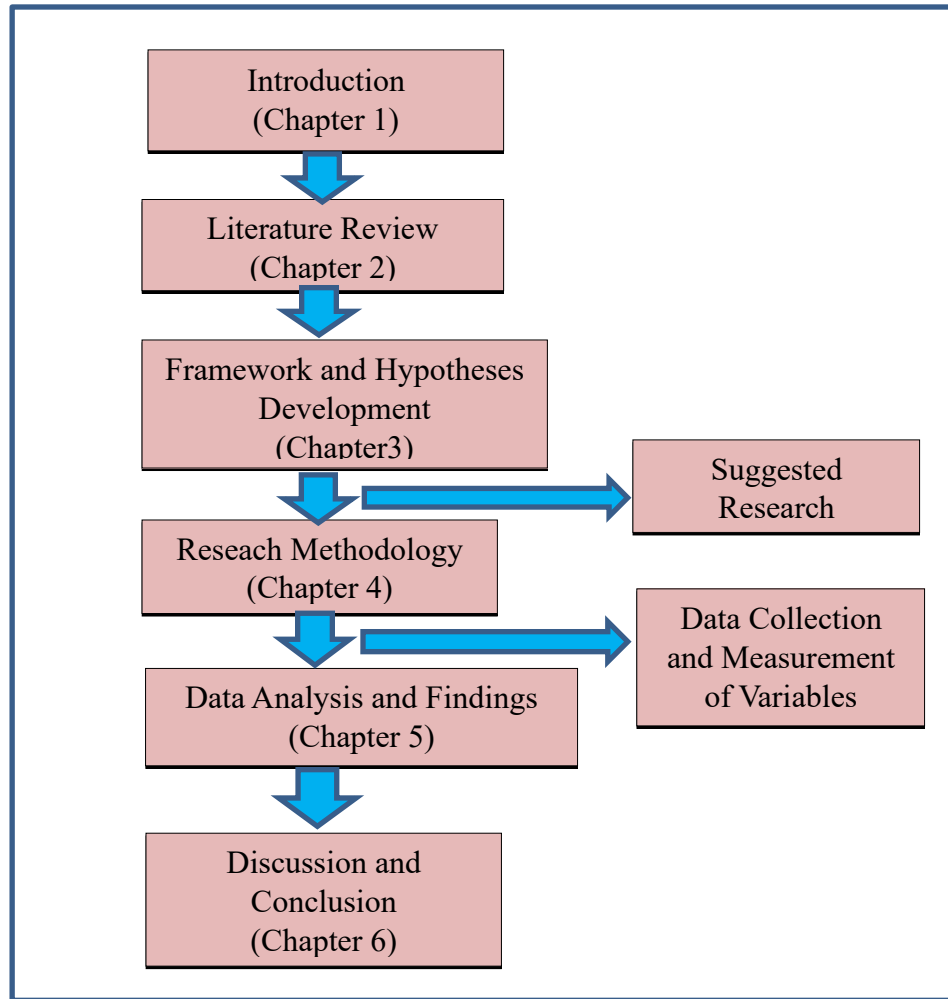 Introduction
(Chapter 1)
Literature Review
(Chapter 2)
Framework and Hypotheses
Development
(Chapter3)
Suggested
Research
Reseach Methodology
(Chapter 4)
Data Collection
and Measurement
of Variables
Data Analysis and Findings
(Chapter 5)
Discussion and
Conclusion
(Chapter 6)